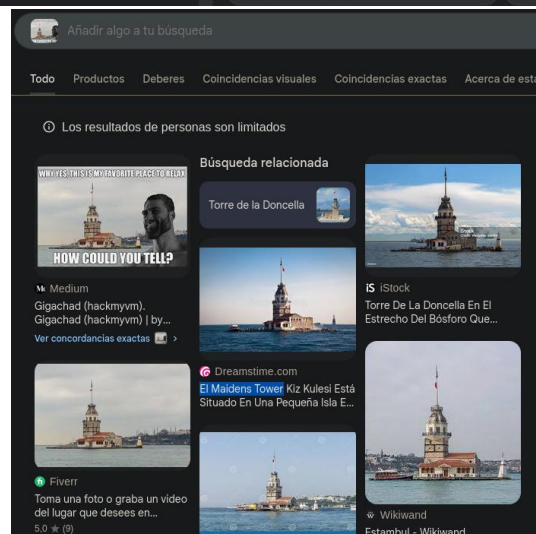 Añadir algo a tu búsqueda
Todo Productos Deberes Coincidencias visuales Coincidencias exactas Acerca de esta
Los resultados de personas son limitados
WHY YES, THIS IS MY FAVORITE PLACE TO RELAX
HOW COULD YOU TELL?
Medium
Gigachad (hackmyvm).
Gigachad (hackmyvm) | by...
Ver concordancias exactas
Fiverr
Toma una foto o graba un vídeo
del lugar que desees en...
5,0 ★ (9)
Búsqueda relacionada
Torre de la Doncella
Dreamstime.com
El Maidens Tower Kiz Kulesi Está
Situado En Una Pequeña Isla E...
iStock
iS iStock
Torre De La Doncella En El
Estrecho Del Bósforo Que...
W Wikiwand
Estambul - Wikiwand